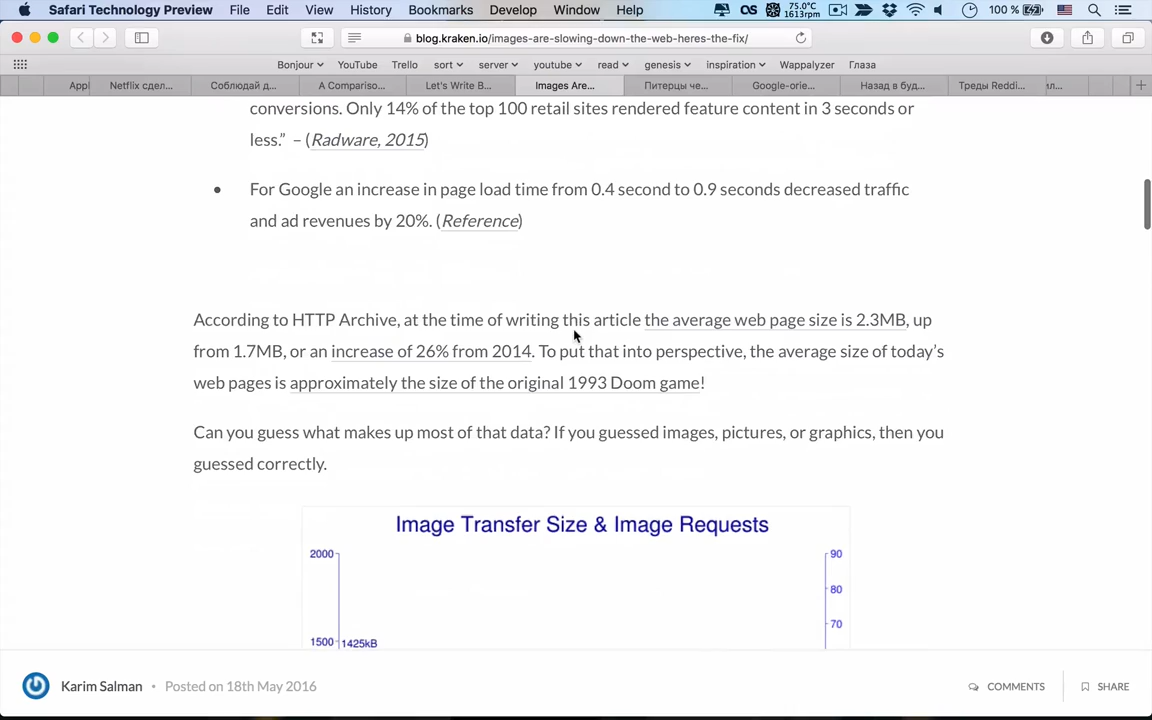 Safari Technology Preview File Edit View History Bookmarks Develop Window Help 75.0°C 1613rpm 100 %
blog.kraken.io/images-are-slowing-down-the-web-heres-the-fix/
Bonjour YouTube Trello sort server youtube read genesis inspiration Wappalyzer Глаза
Appl Netflix сдел... Соблюдай д... A Compariso... Let's Write B... Images Are... Питерцы че... Google-orie... Назад в буд... Треды Reddi...
conversions. Only 14% of the top 100 retail sites rendered feature content in 3 seconds or
less.” – (Radware, 2015)
• For Google an increase in page load time from 0.4 second to 0.9 seconds decreased traffic
and ad revenues by 20%. (Reference)
According to HTTP Archive, at the time of writing this article the average web page size is 2.3MB, up
from 1.7MB, or an increase of 26% from 2014. To put that into perspective, the average size of today’s
web pages is approximately the size of the original 1993 Doom game!
Can you guess what makes up most of that data? If you guessed images, pictures, or graphics, then you
guessed correctly.
Image Transfer Size & Image Requests
2000 90
80
70
1500 1425kB
Karim Salman • Posted on 18th May 2016 COMMENTS SHARE